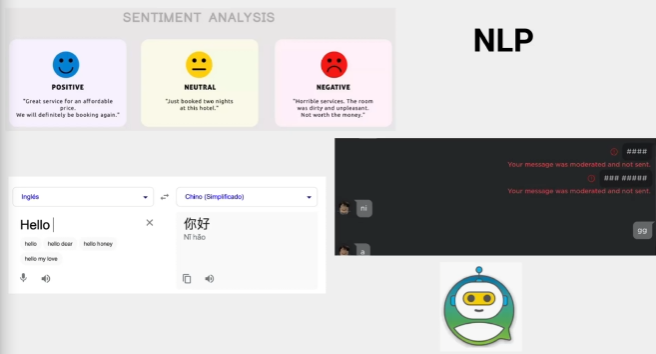 SENTIMENT ANALYSIS
NLP
POSITIVE
"Great service for an affordable
price.
We will definitely be booking again."
NEUTRAL
"Just booked two nights
at this hotel."
NEGATIVE
"Horrible services. The room
was dirty and unpleasant.
Not worth the money."
####
Your message was moderated and not sent.
### #####
Your message was moderated and not sent.
hi
gg
a
Inglés
Chino (Simplificado)
Hello
你好
Nǐ hǎo
hello
hello dear
hello honey
hello my love